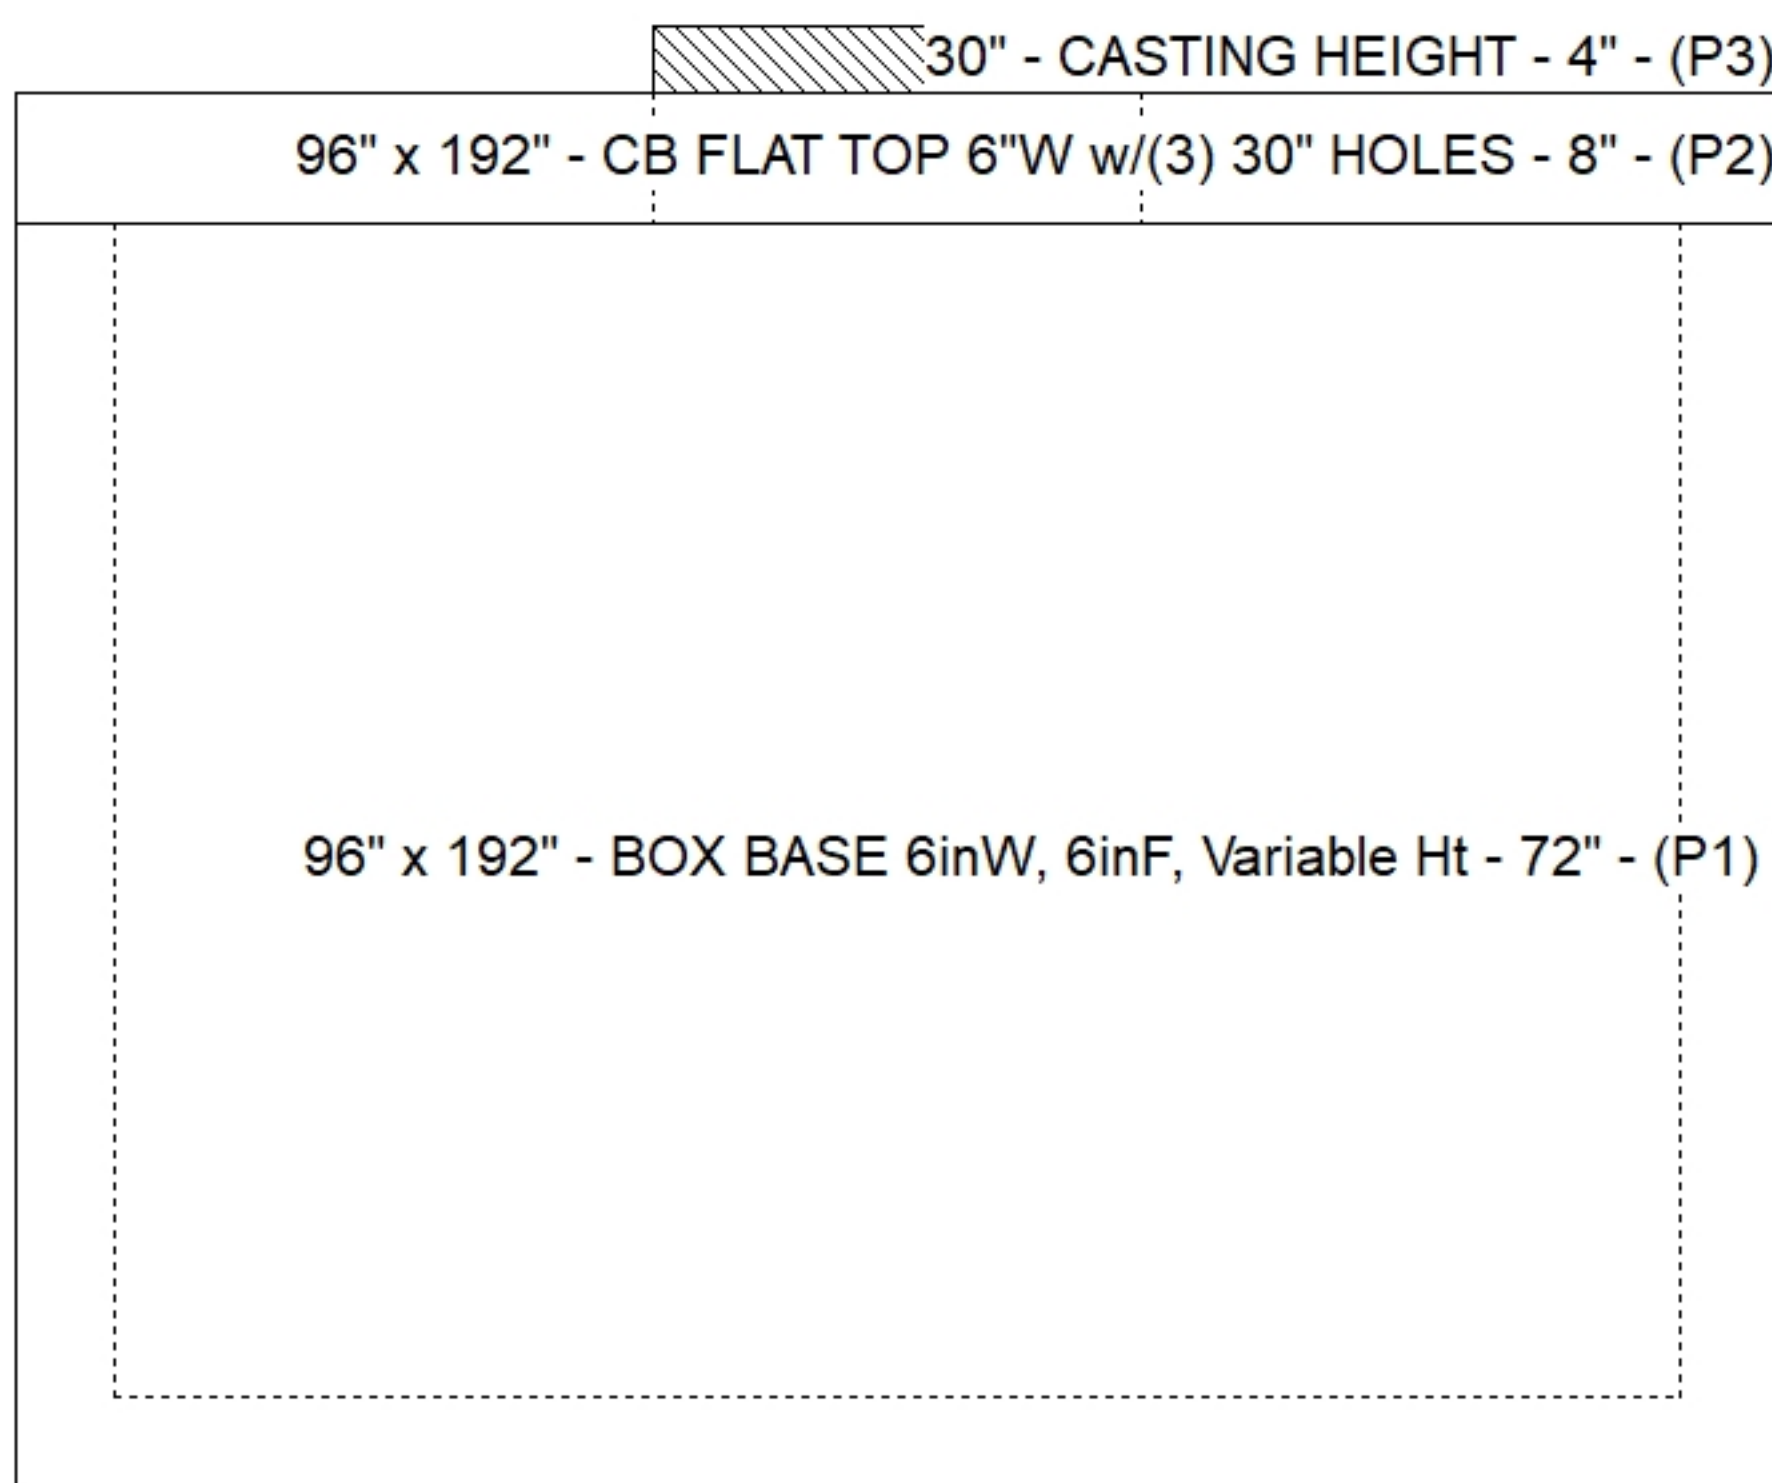 30" - CASTING HEIGHT - 4" - (P3)
96" x 192" - CB FLAT TOP 6"W w/(3) 30" HOLES - 8" - (P2)
96" x 192" - BOX BASE 6inW, 6inF, Variable Ht - 72" - (P1)